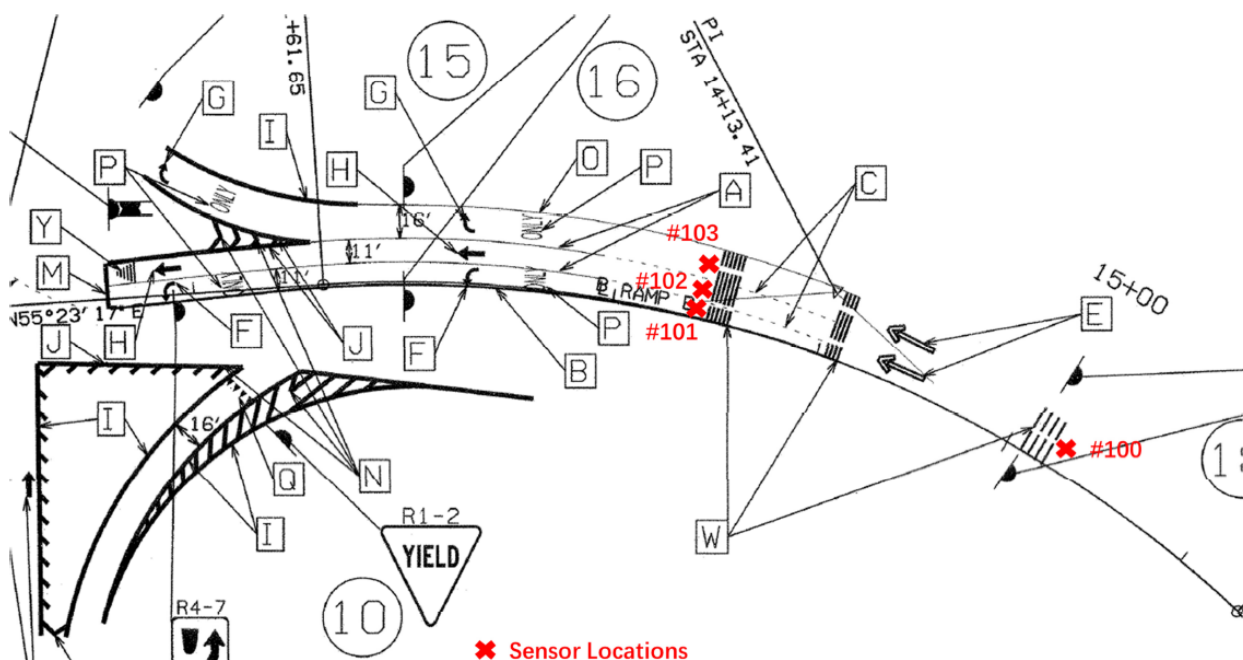 15
16
PI
STA 14+13.41
+61.65
G
I
G
H
O
P
A
C
P
ONLY
ONLY
16'
Y
11'
#103
M
#102
15+00
11'
ONLY
ONLY
B RAMP
#101
E
N55°23'17"E
H
F
J
F
P
B
J
I
16'
#100
Q
N
W
I
R1-2
YIELD
10
R4-7
Sensor Locations